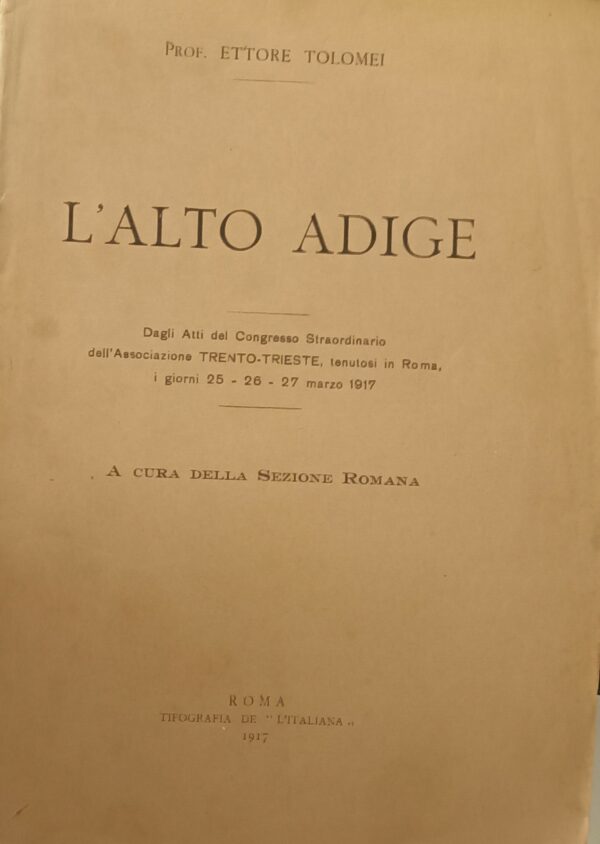 Prof. ETTORE TOLOMEI
L'ALTO ADIGE
Dagli Atti del Congresso Straordinario
dell'Associazione TRENTO-TRIESTE, tenutosi in Roma,
i giorni 25 - 26 - 27 marzo 1917
A CURA DELLA SEZIONE ROMANA
ROMA
TIPOGRAFIA DE "L'ITALIANA„
1917